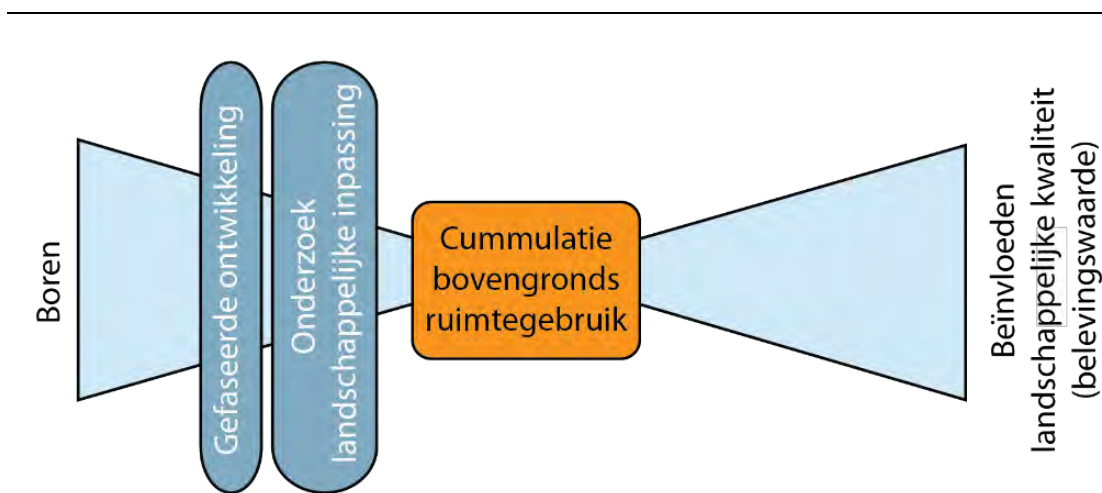 Boren
Gefaseerde ontwikkeling
Onderzoek
landschappelijke inpassing
Cummulatie
bovengronds
ruimtegebruik
Beïnvloeden
landschappelijke kwaliteit
(belevingswaarde)